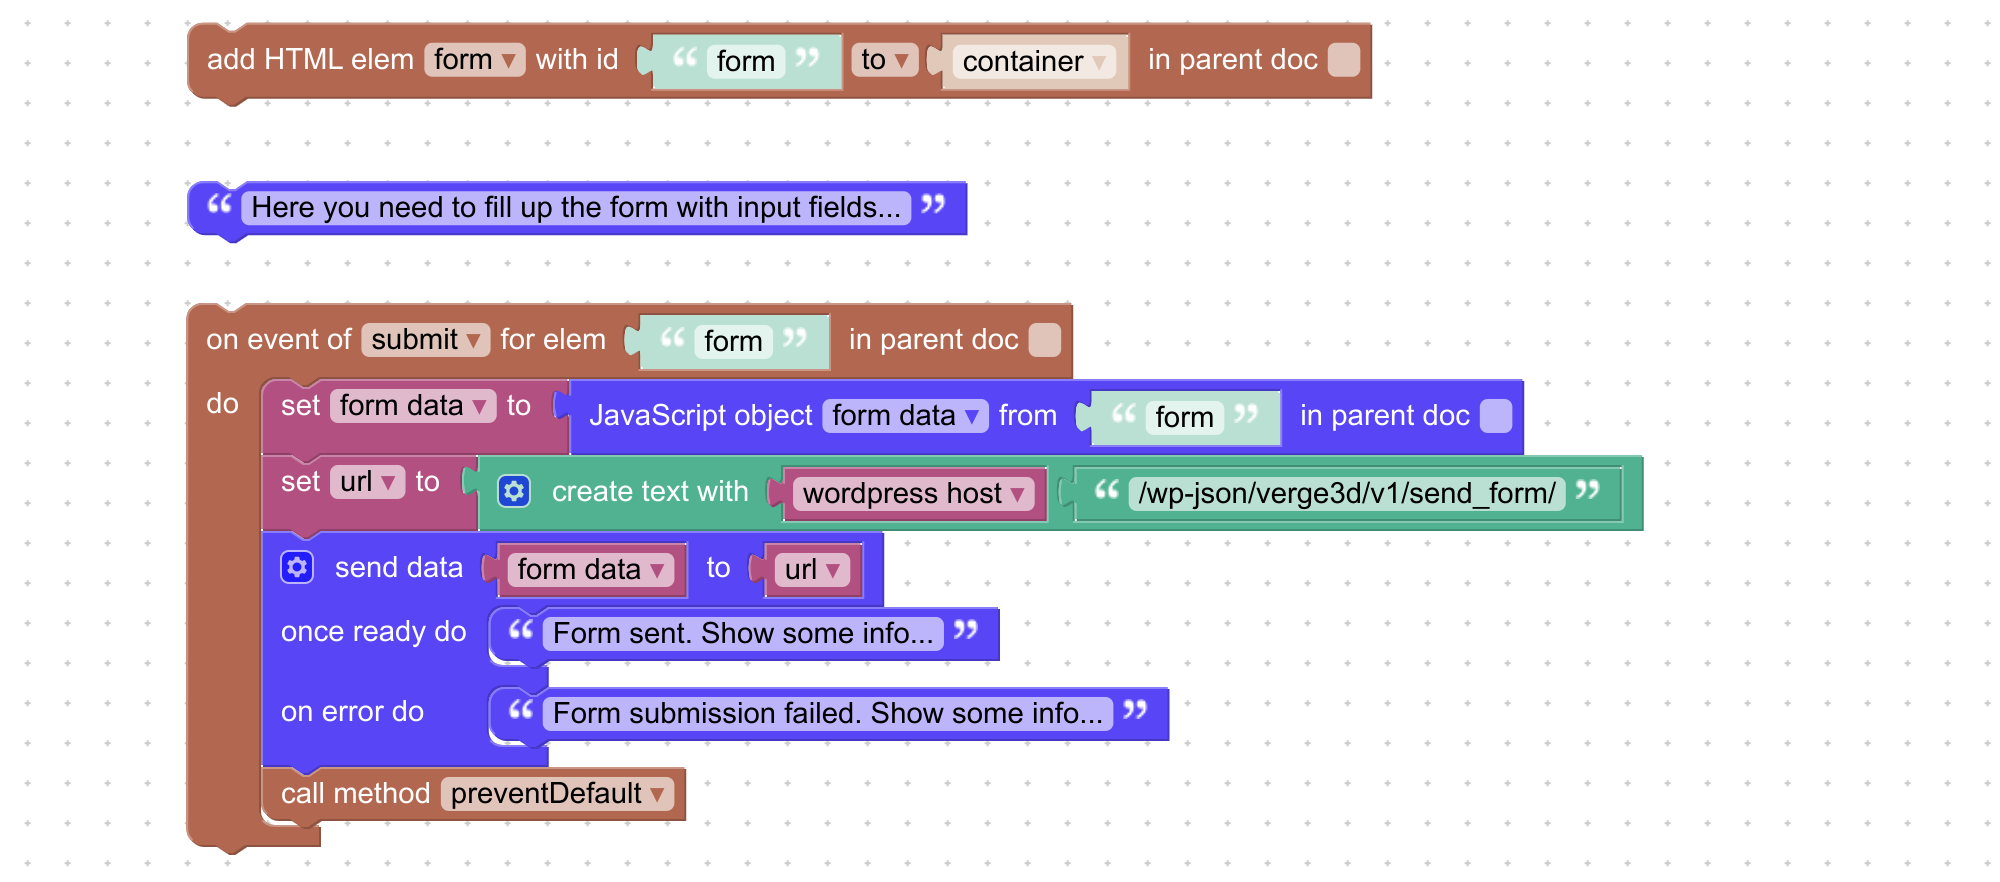 add HTML elem form ▾ with id “ form ” to ▾ container ▾ in parent doc
“ Here you need to fill up the form with input fields... ”
on event of submit ▾ for elem “ form ” in parent doc
do set form data ▾ to JavaScript object form data ▾ from “ form ” in parent doc
set url ▾ to create text with wordpress host ▾ “ /wp-json/verge3d/v1/send_form/ ”
send data form data ▾ to url ▾
once ready do “ Form sent. Show some info... ”
on error do “ Form submission failed. Show some info... ”
call method preventDefault ▾